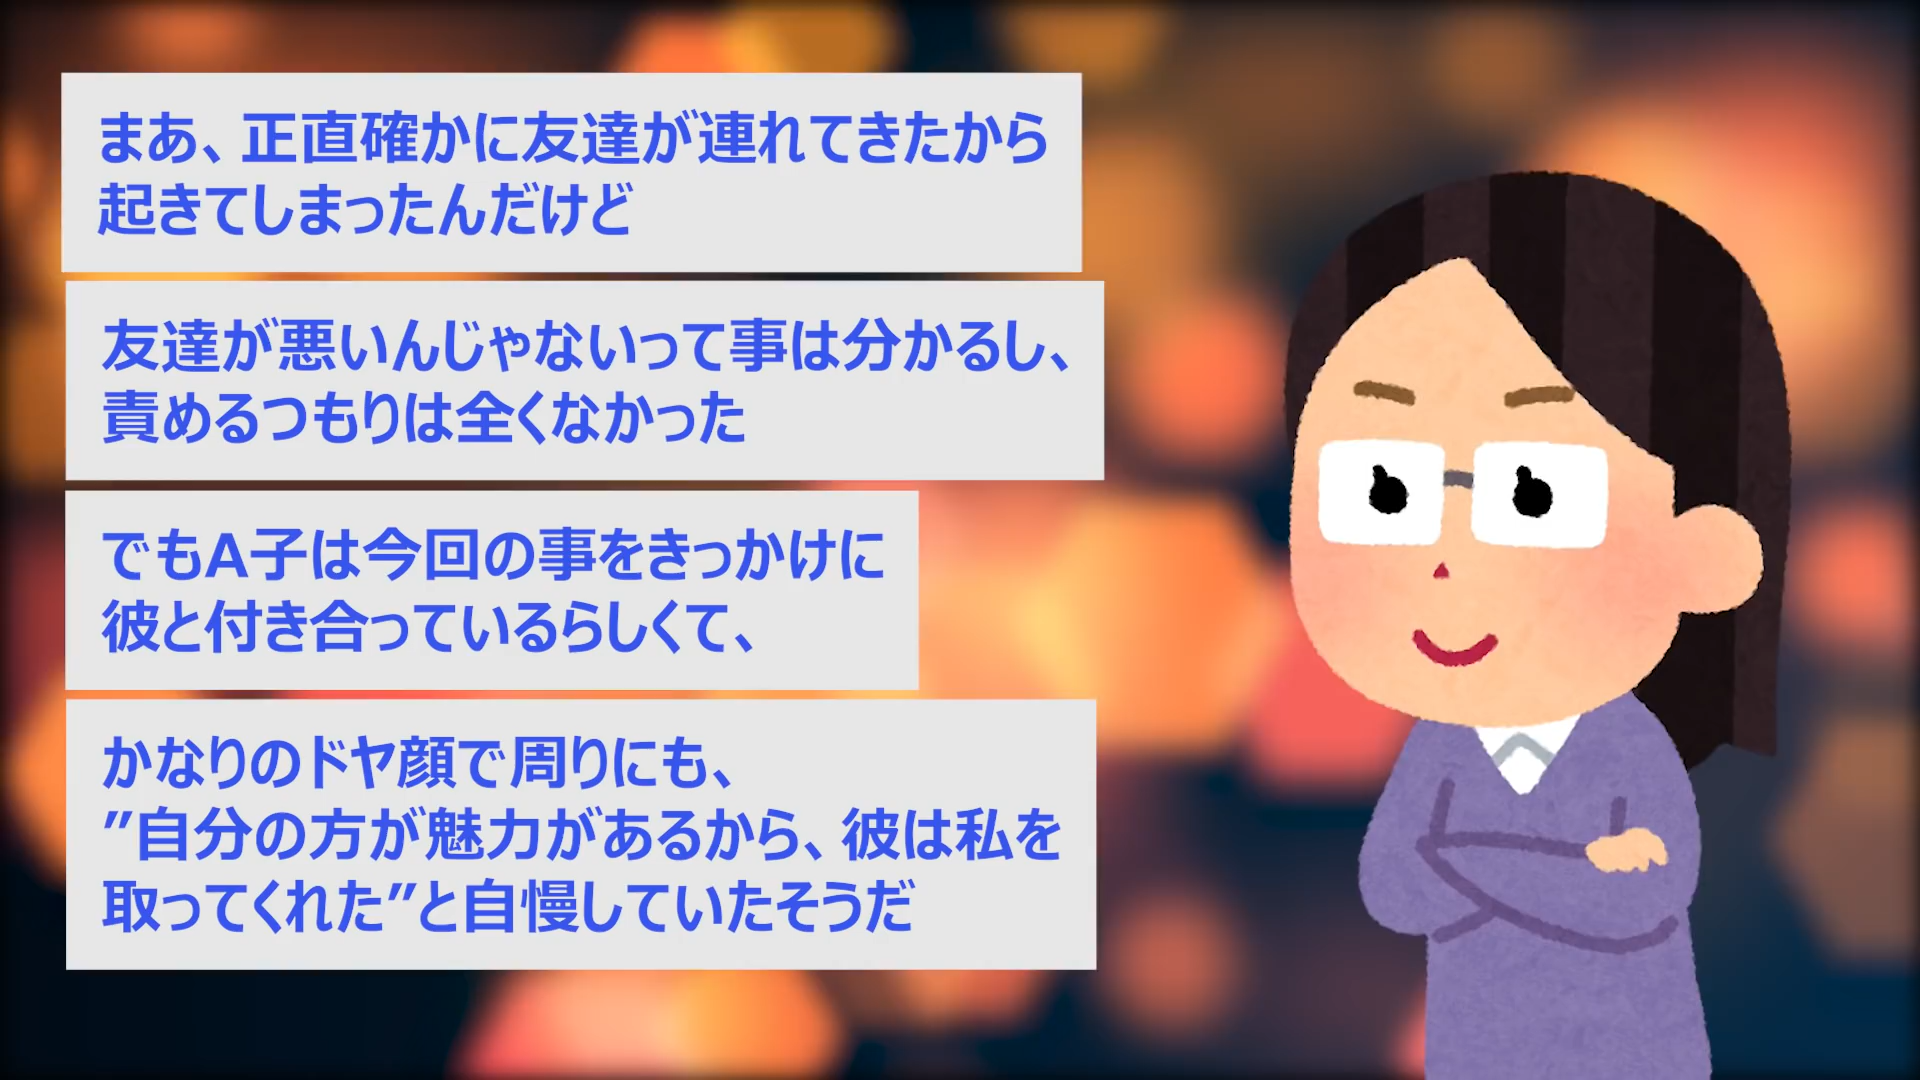 まあ、正直確かに友達が連れてきたから
起きてしまったんだけど
友達が悪いんじゃないって事は分かるし、
責めるつもりは全くなかった
でもA子は今回の事をきっかけに
彼と付き合っているらしくて、
かなりのドヤ顔で周りにも、
”自分の方が魅力があるから、彼は私を
取ってくれた”と自慢していたそうだ